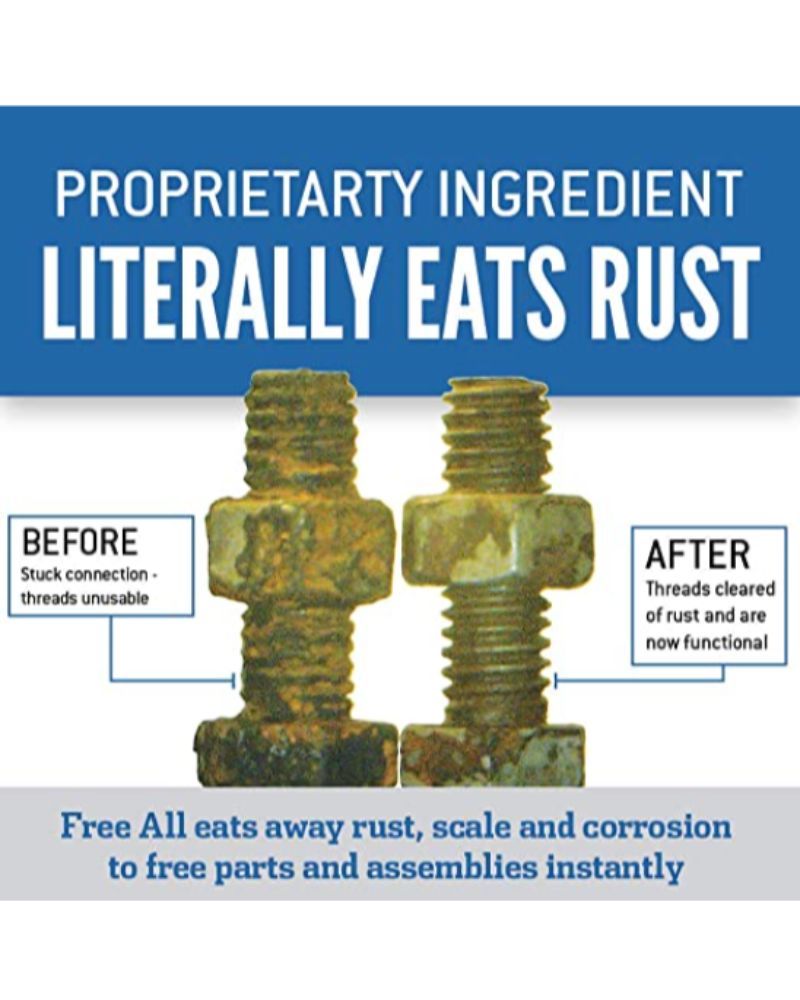 PROPRIETARTY INGREDIENT
LITERALLY EATS RUST
BEFORE
Stuck connection -
threads unusable
AFTER
Threads cleared
of rust and are
now functional
Free All eats away rust, scale and corrosion
to free parts and assemblies instantly